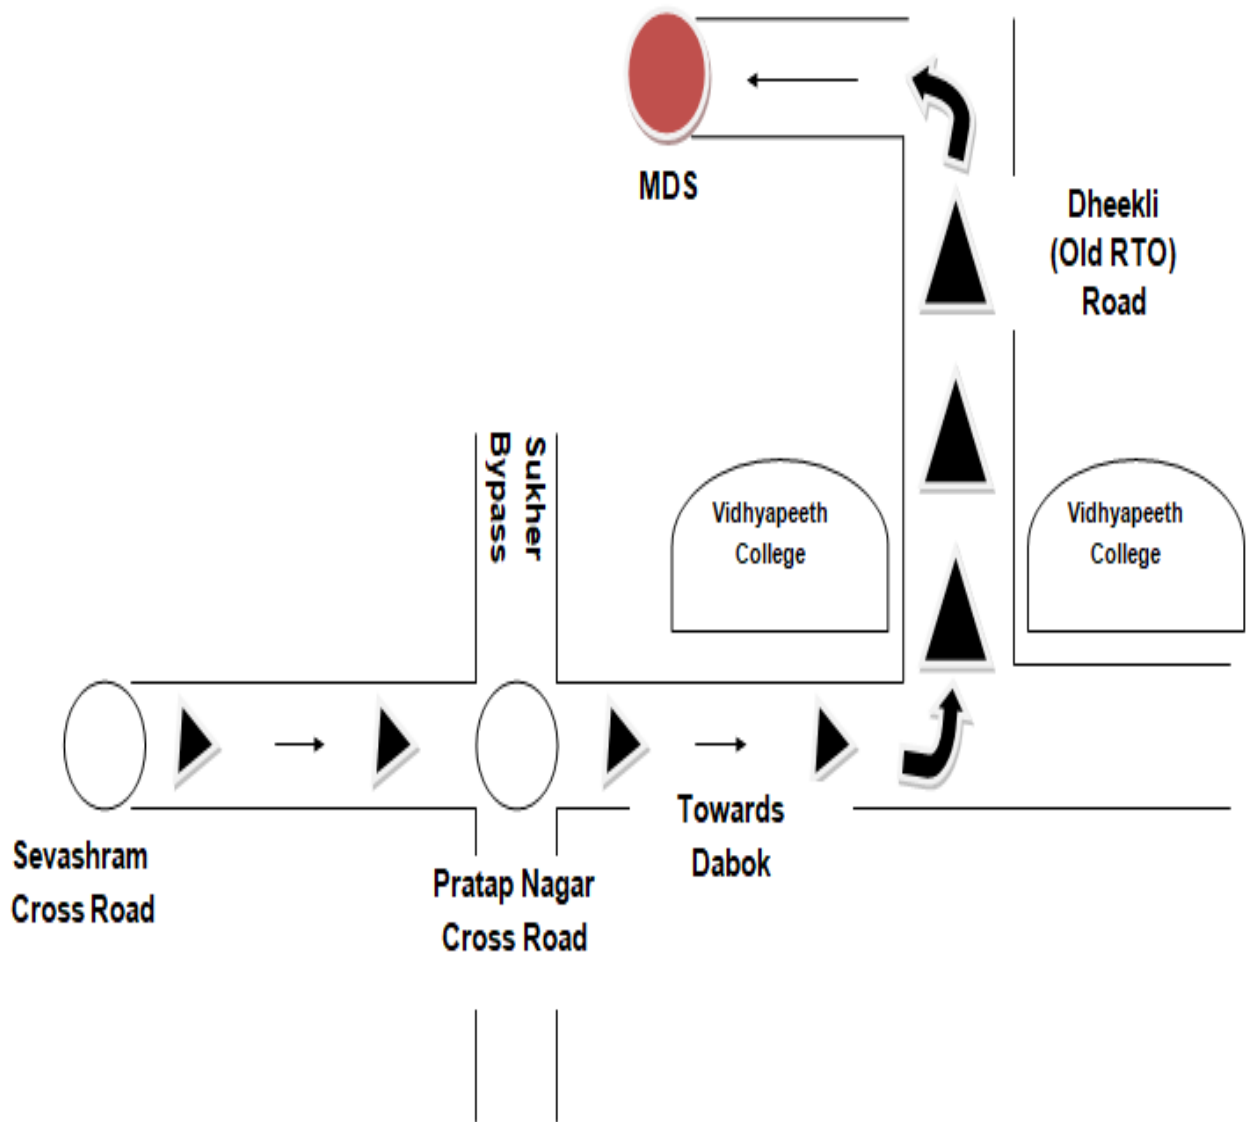 MDS
Dheekli
(Old RTO)
Road
Sukher
Bypass
Vidhyapeeth
College
Vidhyapeeth
College
Sevashram
Cross Road
Pratap Nagar
Cross Road
Towards
Dabok